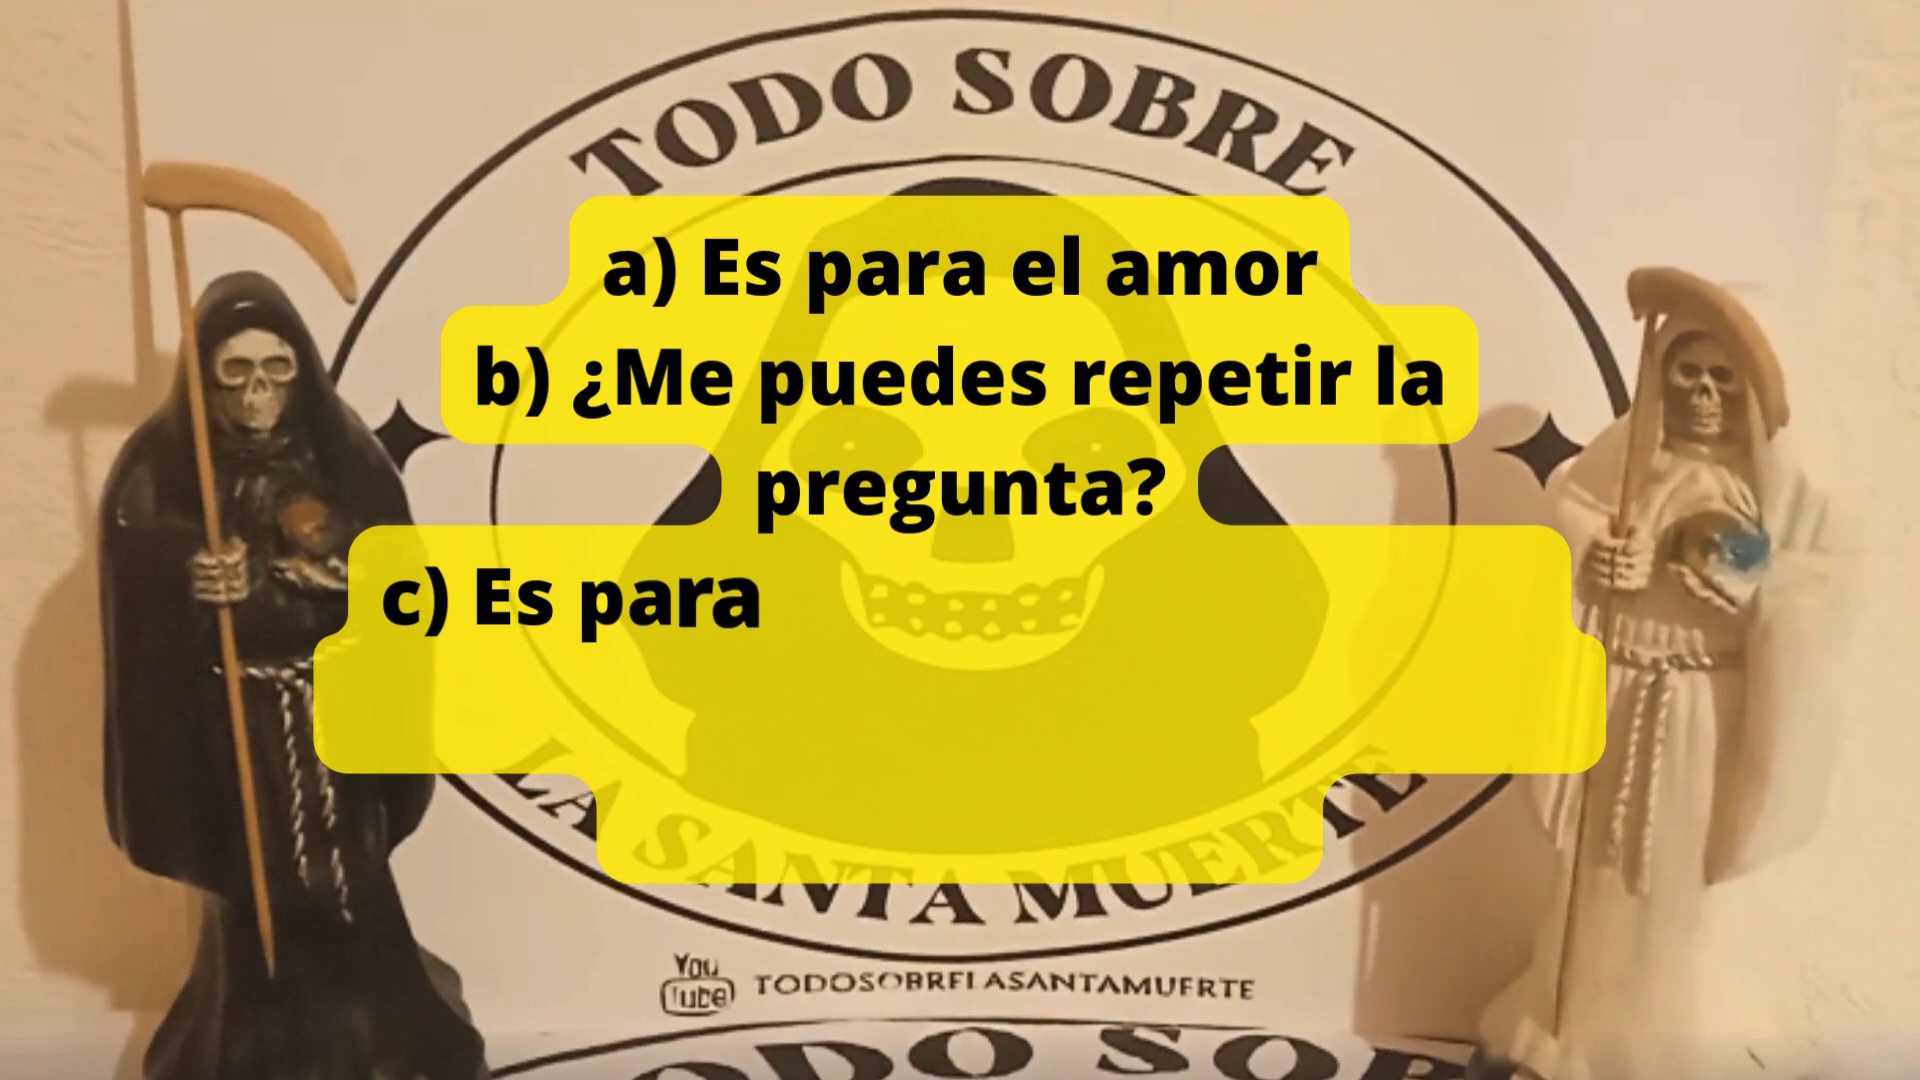 TODO SOBRE
a) Es para el amor
b) ¿Me puedes repetir la
pregunta?
c) Es para
LA SANTA MUERTE
You
Tube TODOSOBRELASANTAMUERTE
ODO SOB